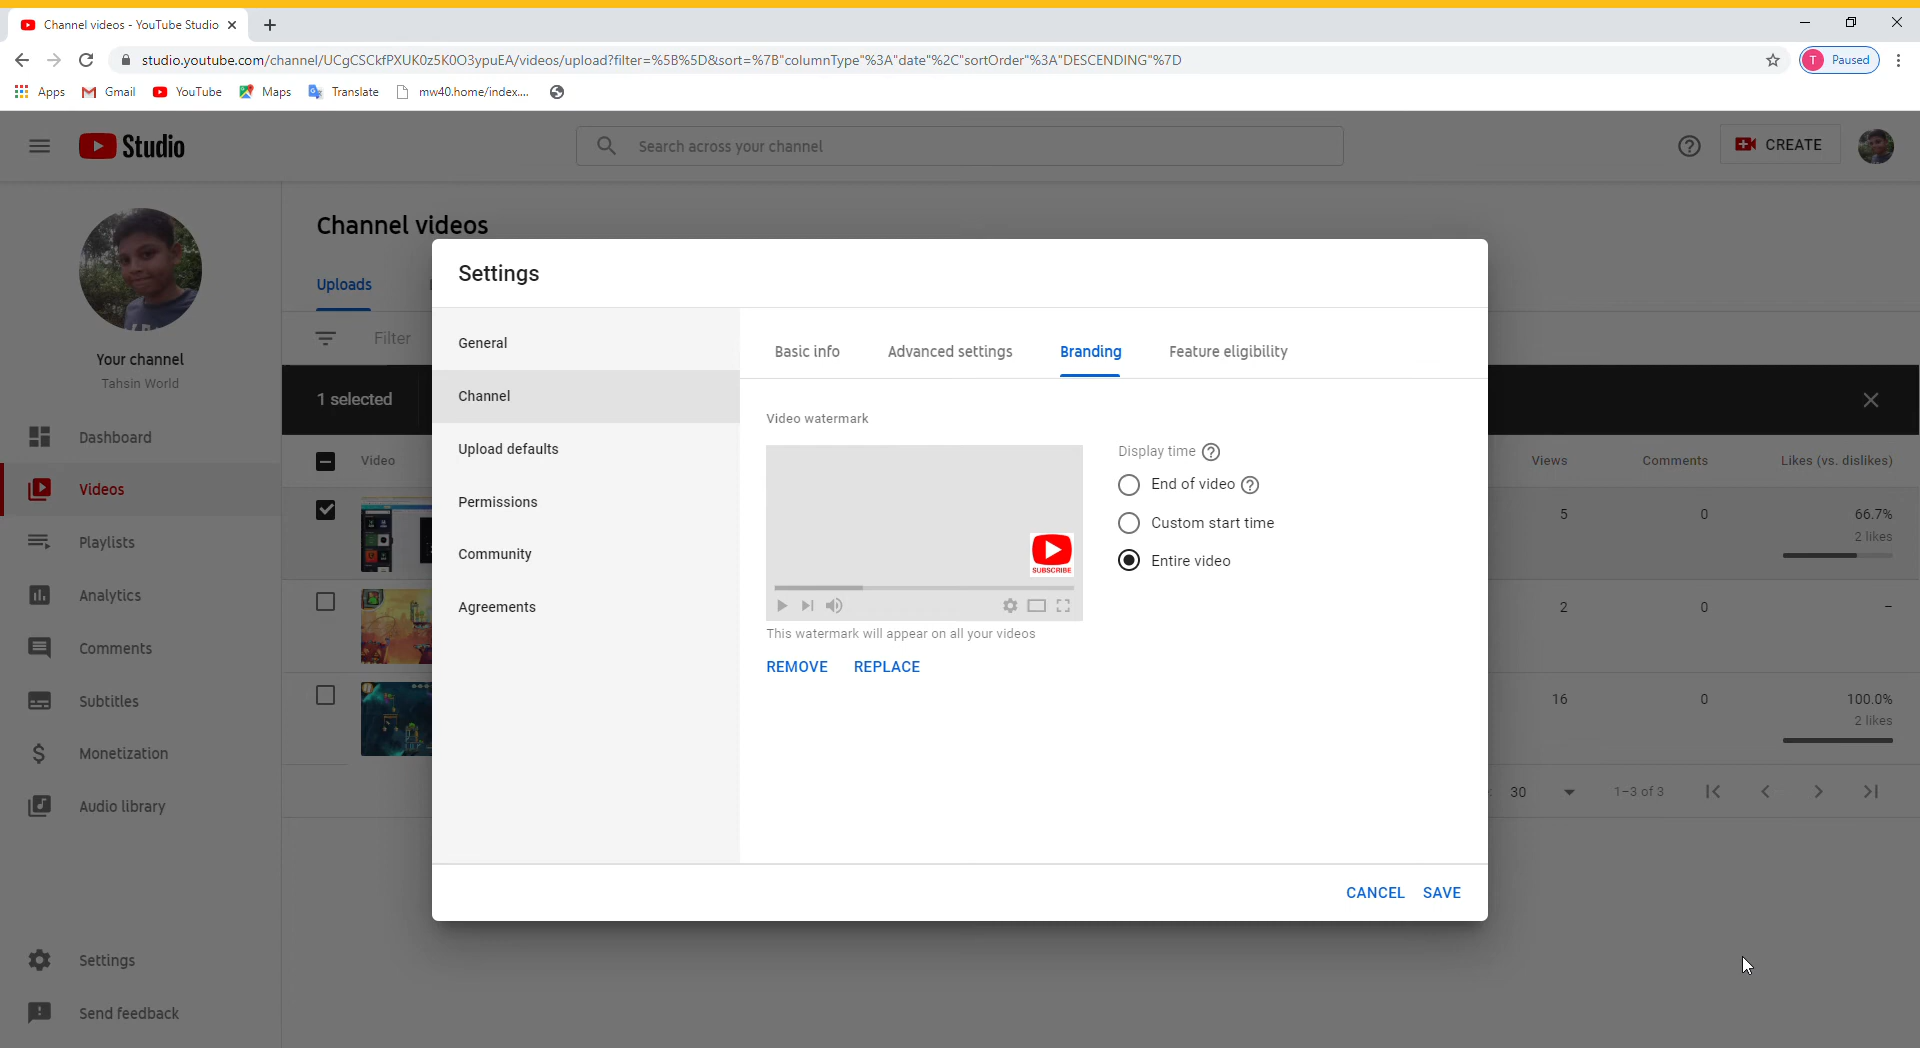 Channel videos - YouTube Studio
studio.youtube.com/channel/UCgCSCkfPXUK0z5K0O3ypuEA/videos/upload?filter=%5B%5D&sort=%7B"columnType"%3A"date"%2C"sortOrder"%3A"DESCENDING"%7D
T Paused
Apps Gmail YouTube Maps Translate mw40.home/index....
Studio
Search across your channel
CREATE
Channel videos
Uploads
Filter
Your channel
Tahsin World
1 selected
Dashboard
Videos
Playlists
Analytics
Comments
Subtitles
Monetization
Audio library
Settings
Send feedback
Video
Views Comments Likes (vs. dislikes)
5 0 66.7%
2 likes
2 0 –
16 0 100.0%
2 likes
30 1–3 of 3
Settings
General
Channel
Upload defaults
Permissions
Community
Agreements
Basic info Advanced settings Branding Feature eligibility
Video watermark
SUBSCRIBE
This watermark will appear on all your videos
REMOVE REPLACE
Display time
End of video
Custom start time
Entire video
CANCEL SAVE